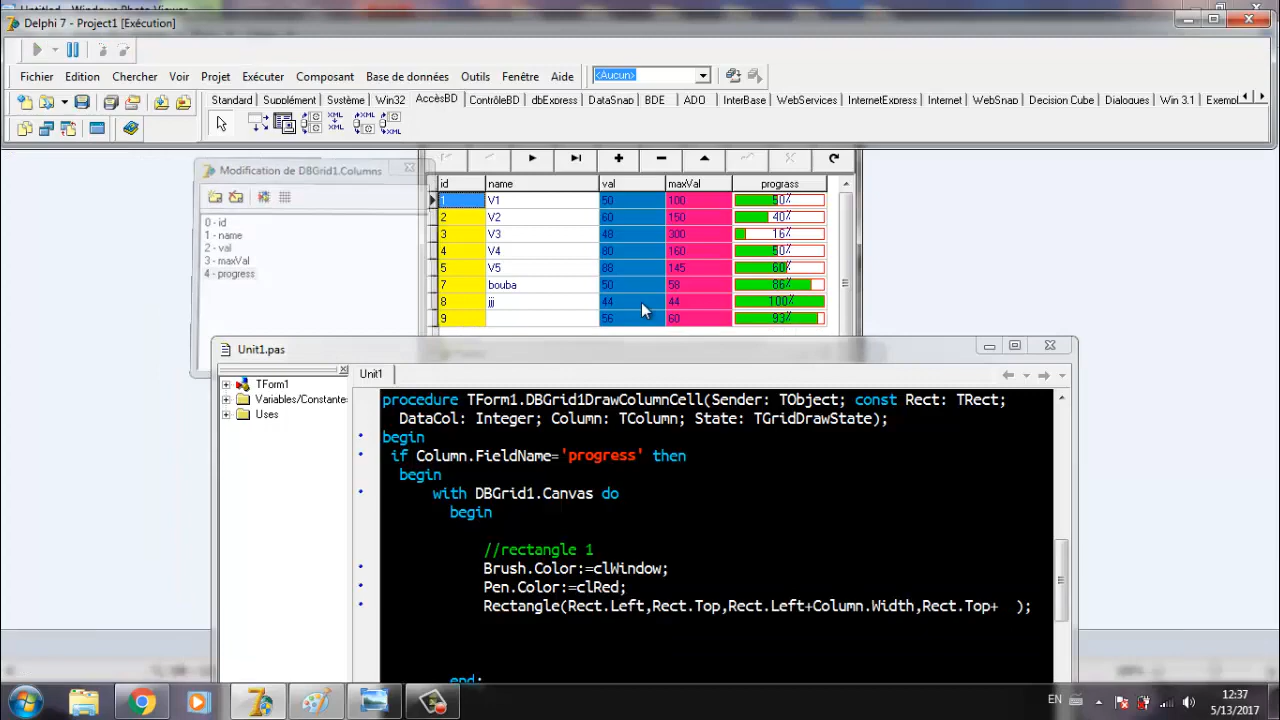 Untitled - Windows Photo Viewer
Delphi 7 - Project1 [Exécution]
Fichier Edition Chercher Voir Projet Exécuter Composant Base de données Outils Fenêtre Aide <Aucun>
Standard Supplément Système Win32 AccèsBD ContrôleBD dbExpress DataSnap BDE ADO InterBase WebServices InternetExpress Internet WebSnap Decision Cube Dialogues Win 3.1 Exempl
Modification de DBGrid1.Columns
0 - id
1 - name
2 - val
3 - maxVal
4 - progress
id name val maxVal prograss
1 V1 50 100 50%
2 V2 60 150 40%
3 V3 48 300 16%
4 V4 80 160 50%
5 V5 88 145 60%
7 bouba 50 58 86%
8 jjj 44 44 100%
9 56 60 93%
Unit1.pas
TForm1
Variables/Constantes
Uses
Unit1
procedure TForm1.DBGrid1DrawColumnCell(Sender: TObject; const Rect: TRect;
DataCol: Integer; Column: TColumn; State: TGridDrawState);
begin
if Column.FieldName='progress' then
begin
with DBGrid1.Canvas do
begin
//rectangle 1
Brush.Color:=clWindow;
Pen.Color:=clRed;
Rectangle(Rect.Left,Rect.Top,Rect.Left+Column.Width,Rect.Top+ );
end;
EN
12:37
5/13/2017